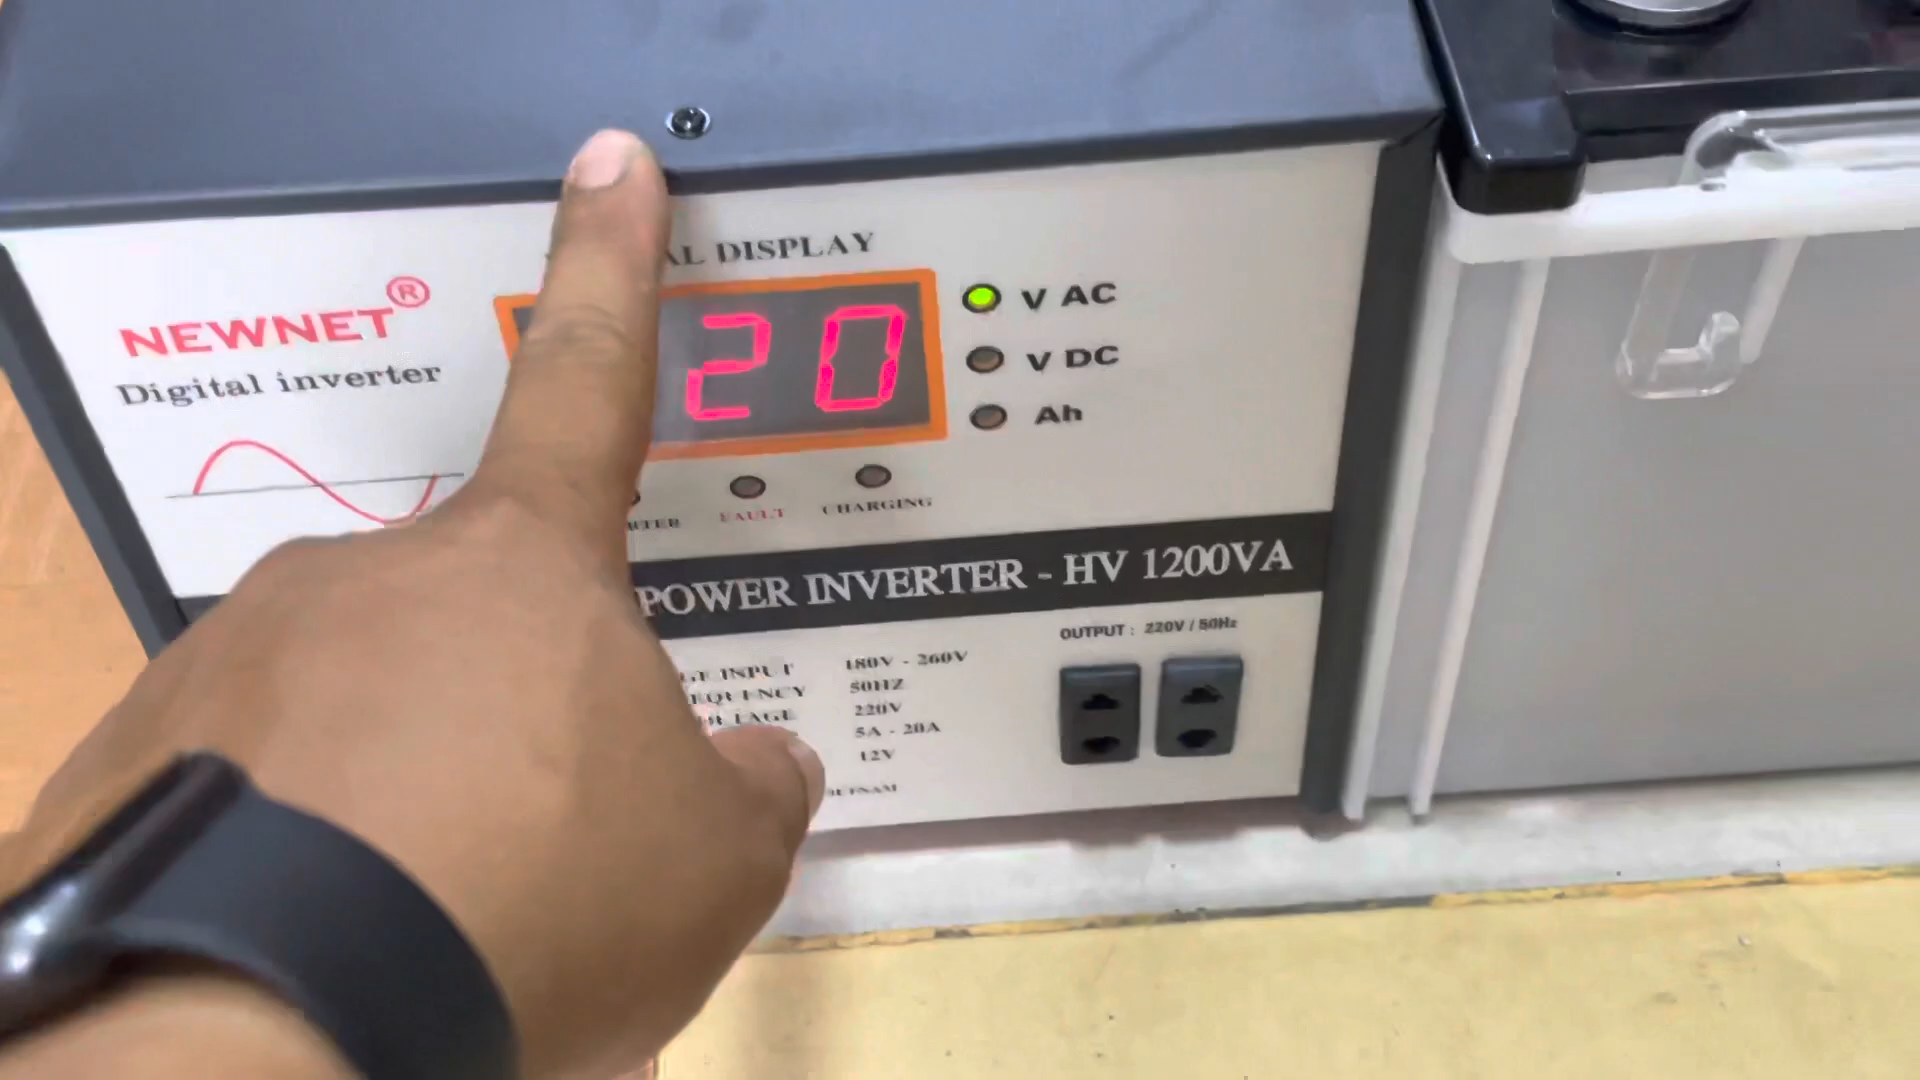 DISPLAY
NEWNET®
Digital inverter
20
V AC
V DC
Ah
FAULT
CHARGING
POWER INVERTER - HV 1200VA
OUTPUT : 220V / 50Hz
INPUT 180V - 260V
50HZ
220V
5A - 20A
12V